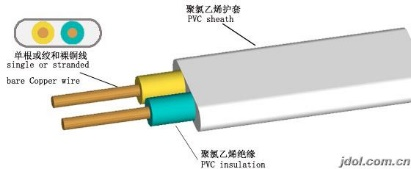 聚氯乙烯护套
PVC sheath
单根或绞和裸铜线
single or stranded
bare Copper wire
聚氯乙烯绝缘
PVC insulation
jdol.com.cn